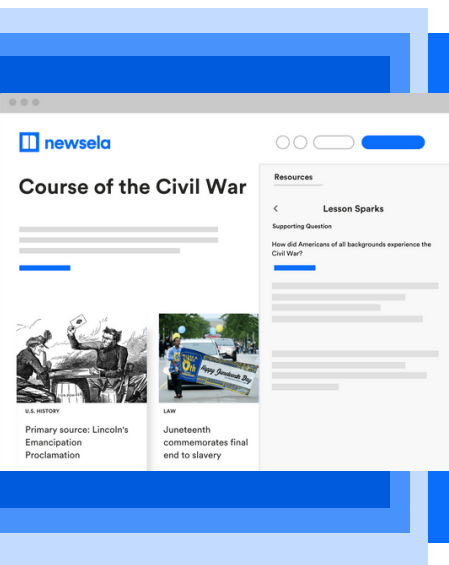 newsela
Course of the Civil War
Resources
Lesson Sparks
Supporting Question
How did Americans of all backgrounds experience the
Civil War?
U.S. HISTORY
Primary source: Lincoln's
Emancipation
Proclamation
LAW
Happy Juneteenth Day
Juneteenth
commemorates final
end to slavery